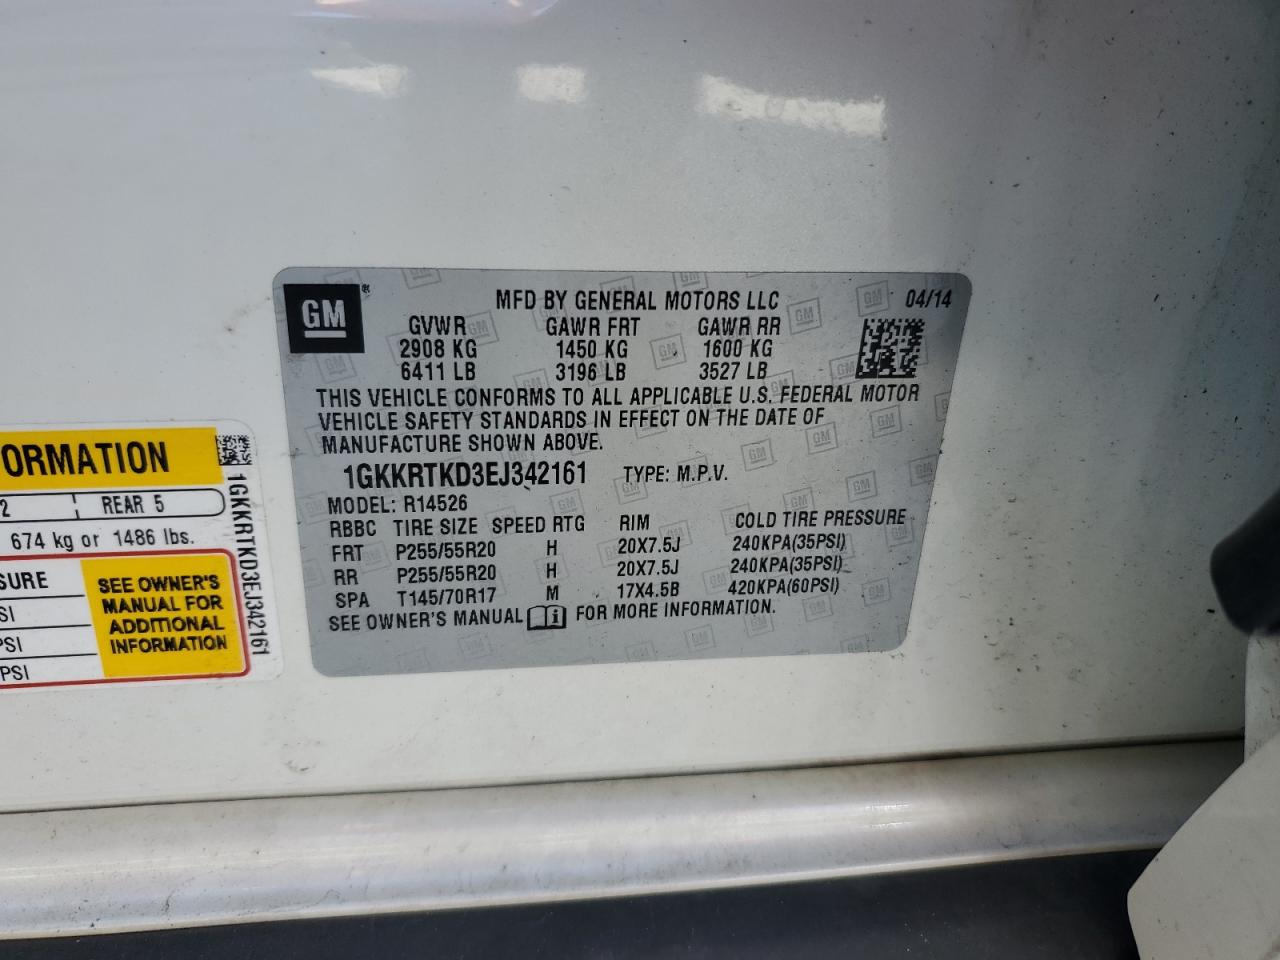 GM
MFD BY GENERAL MOTORS LLC 04/14
GVWR GAWR FRT GAWR RR
2908 KG 1450 KG 1600 KG
6411 LB 3196 LB 3527 LB
THIS VEHICLE CONFORMS TO ALL APPLICABLE U.S. FEDERAL MOTOR
VEHICLE SAFETY STANDARDS IN EFFECT ON THE DATE OF
MANUFACTURE SHOWN ABOVE.
1GKKRTKD3EJ342161 TYPE: M.P.V.
MODEL: R14526
RBBC TIRE SIZE SPEED RTG RIM COLD TIRE PRESSURE
FRT P255/55R20 H 20X7.5J 240KPA(35PSI)
RR P255/55R20 H 20X7.5J 240KPA(35PSI)
SPA T145/70R17 M 17X4.5B 420KPA(60PSI)
SEE OWNER'S MANUAL i FOR MORE INFORMATION.
ORMATION
2 REAR 5
674 kg or 1486 lbs.
SURE
SI
PSI
PSI
SEE OWNER'S
MANUAL FOR
ADDITIONAL
INFORMATION
1GKKRTKD3EJ342161